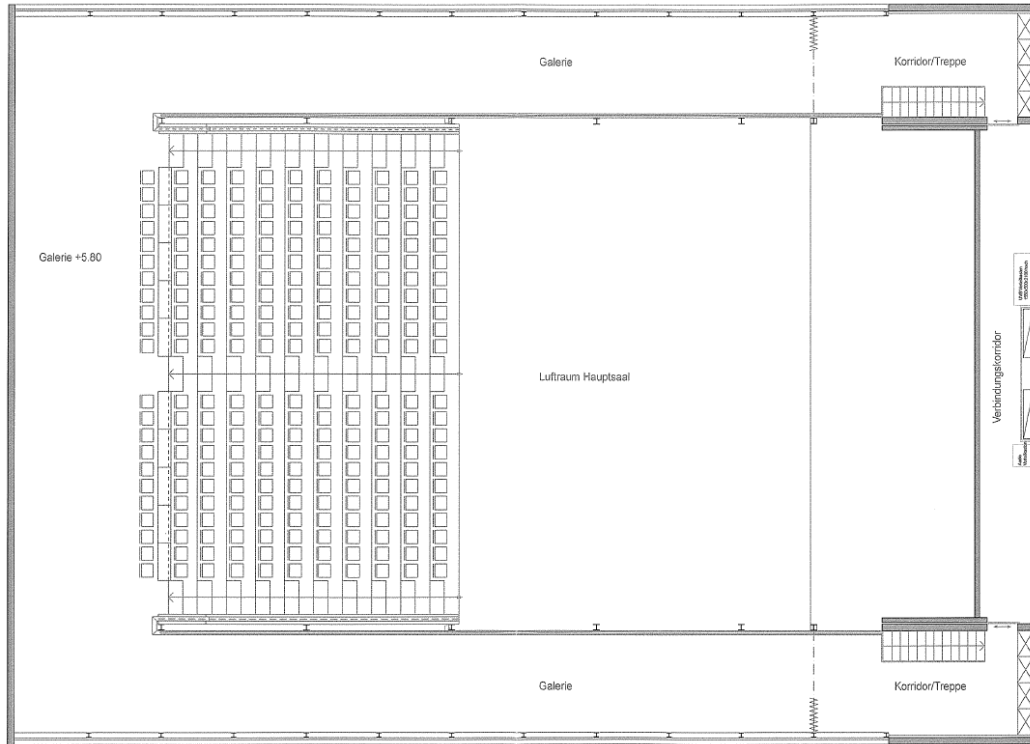 Galerie
Korridor/Treppe
Galerie +5.80
Luftraum Hauptsaal
Verbindungskorridor
Galerie
Korridor/Treppe